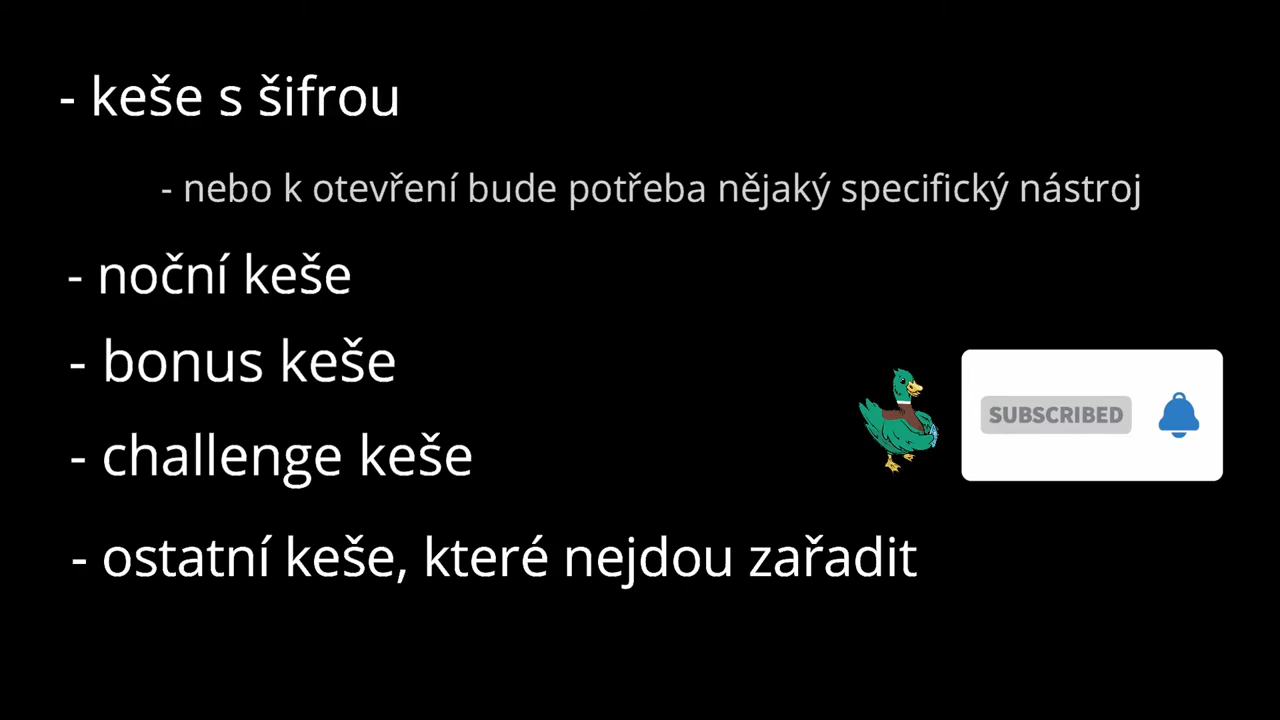 - keše s šifrou
- nebo k otevření bude potřeba nějaký specifický nástroj
- noční keše
- bonus keše
- challenge keše
SUBSCRIBED
- ostatní keše, které nejdou zařadit